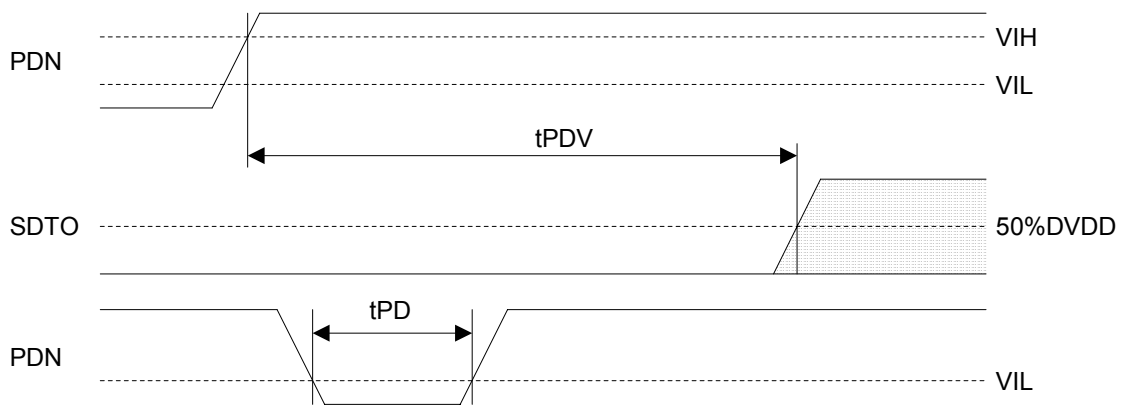 PDN
VIH
VIL
tPDV
SDTO
50%DVDD
tPD
PDN
VIL